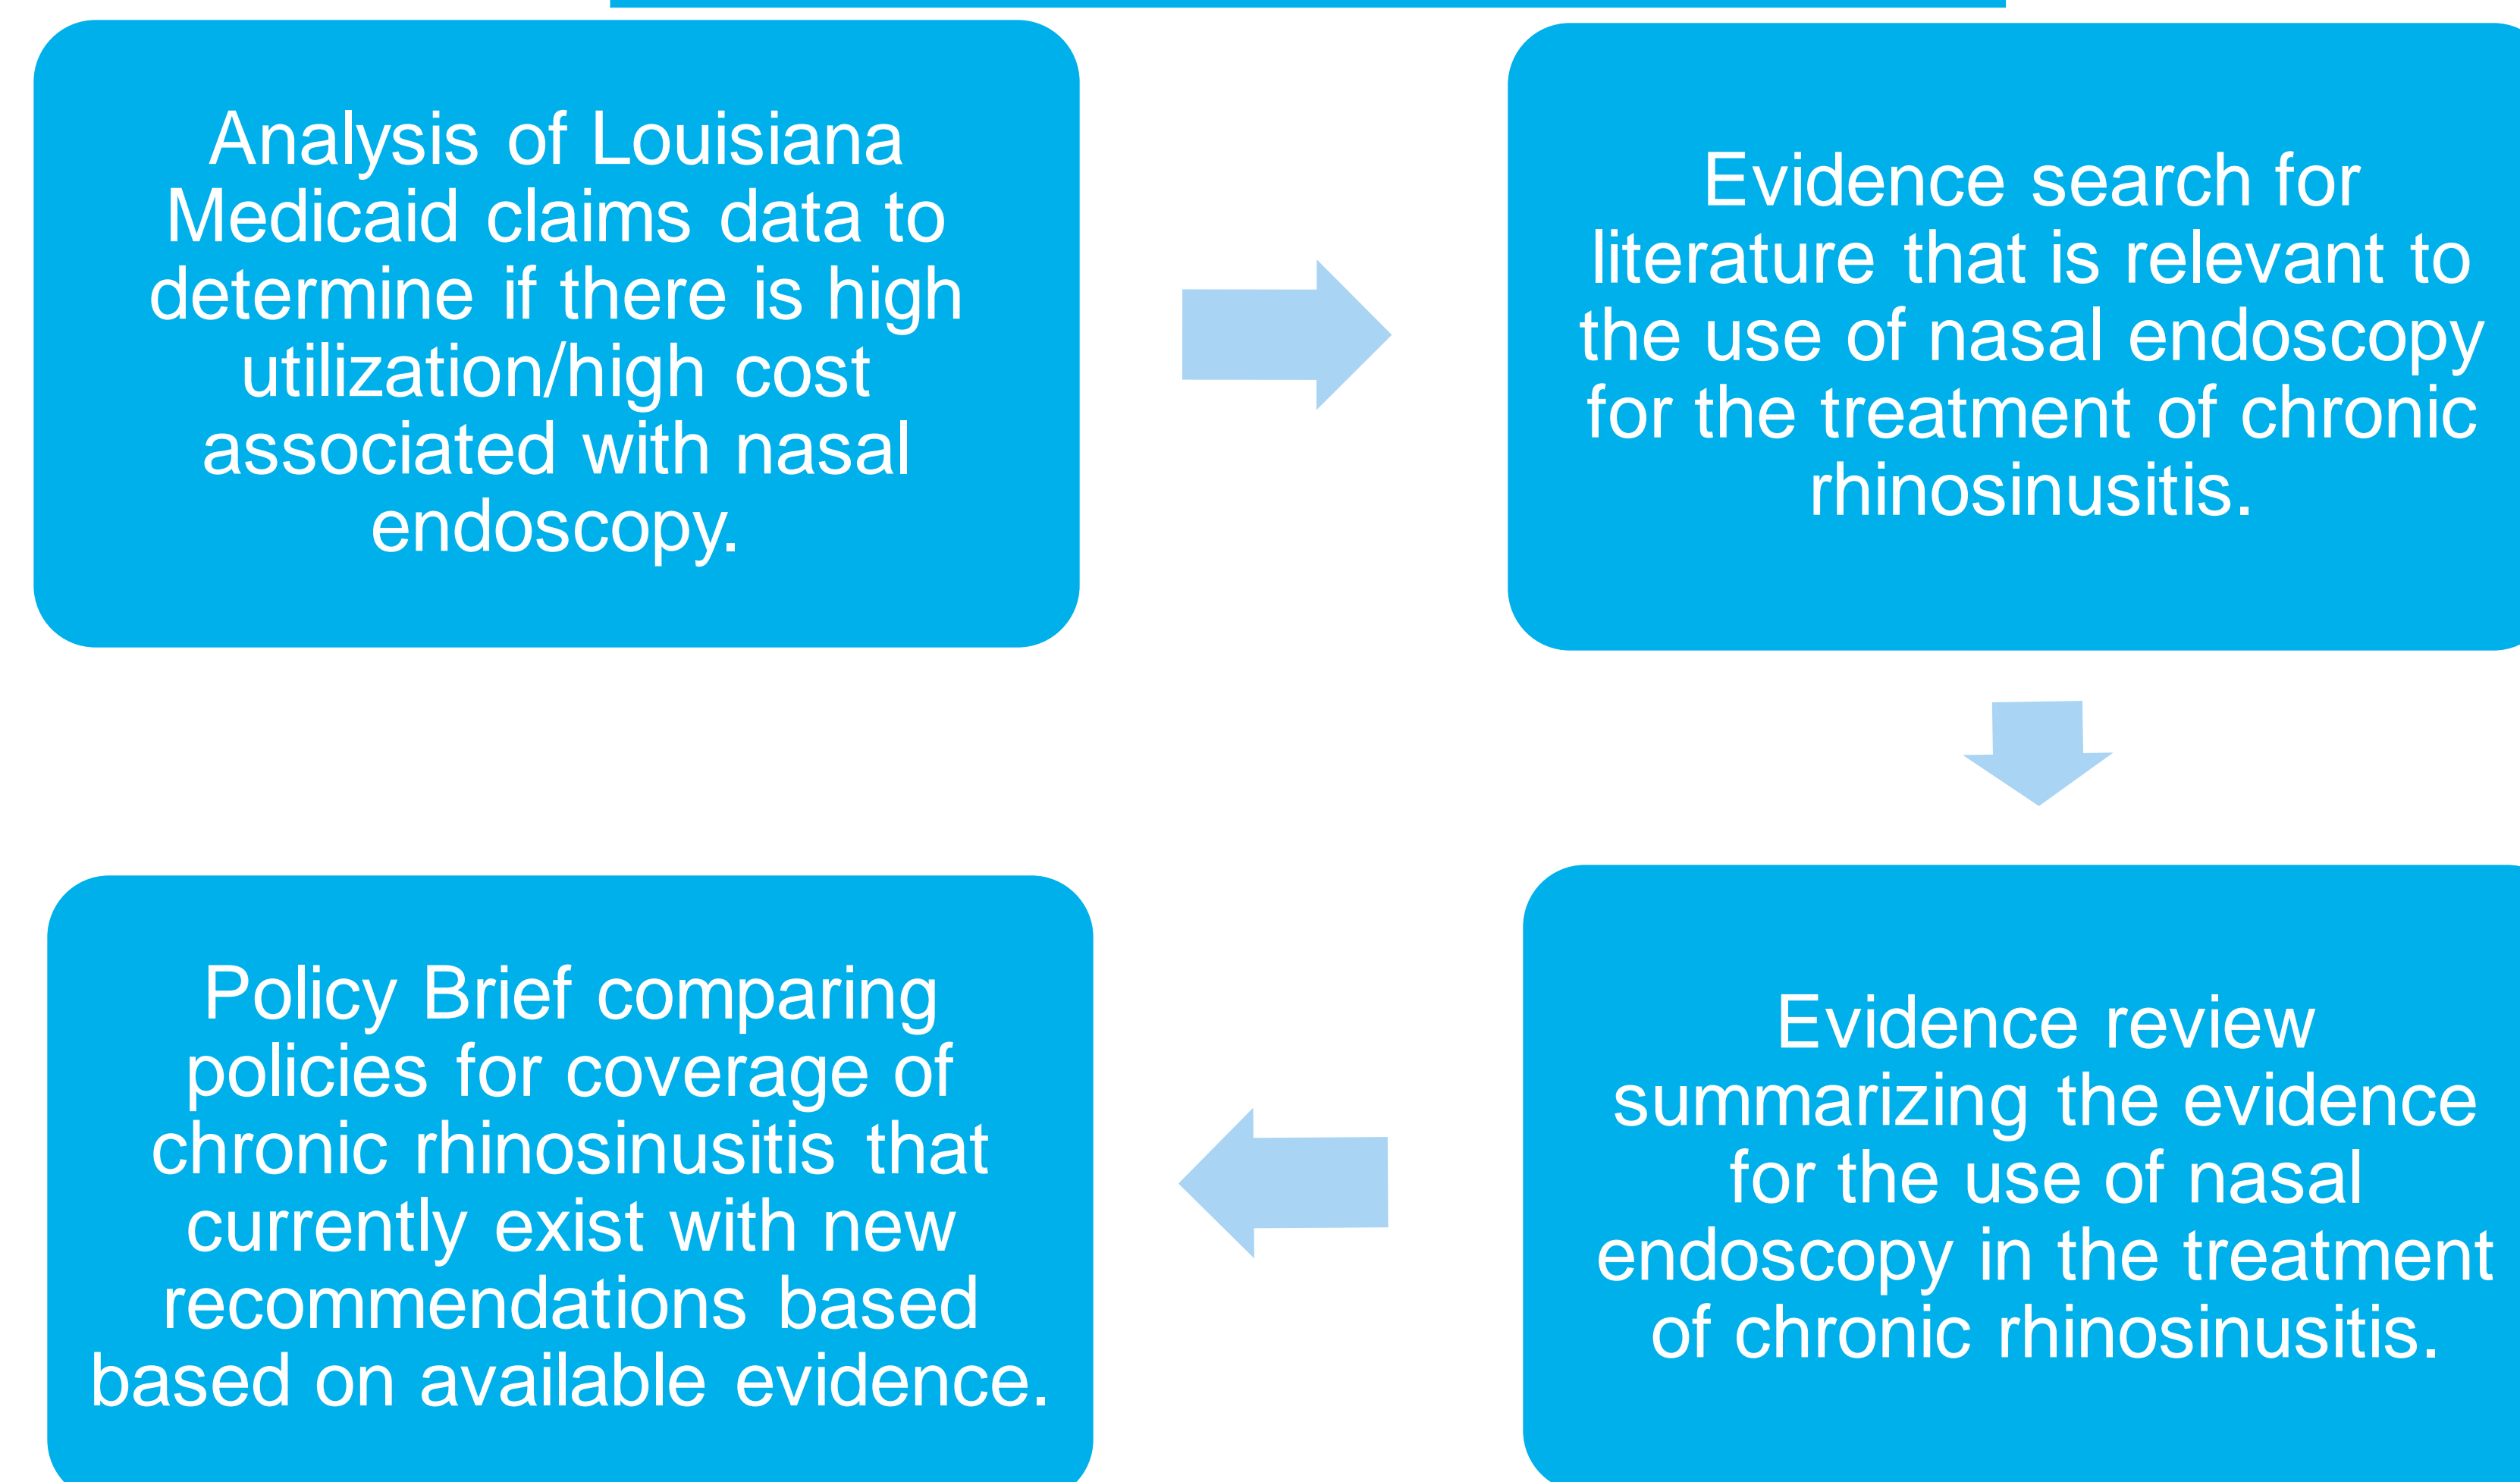 Analysis of Louisiana
Medicaid claims data to
determine if there is high
utilization/high cost
associated with nasal
endoscopy.
Evidence search for
literature that is relevant to
the use of nasal endoscopy
for the treatment of chronic
rhinosinusitis.
Evidence review
summarizing the evidence
for the use of nasal
endoscopy in the treatment
of chronic rhinosinusitis.
Policy Brief comparing
policies for coverage of
chronic rhinosinusitis that
currently exist with new
recommendations based
based on available evidence.